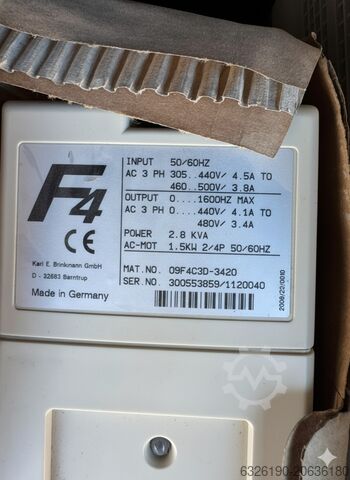 F4
CE
Karl E. Brinkmann GmbH
D - 32683 Barntrup
Made in Germany
INPUT 50/60HZ
AC 3 PH 305...440V/ 4.5A TO
460...500V/ 3.8A
OUTPUT 0....1600HZ MAX
AC 3 PH 0....440V/ 4.1A TO
480V/ 3.4A
POWER 2.8 KVA
AC-MOT 1.5KW 2/4P 50/60HZ
MAT.NO. 09F4C3D-3420
SER.NO. 300553859/1120040
2008/20/0010
6326190-20636180